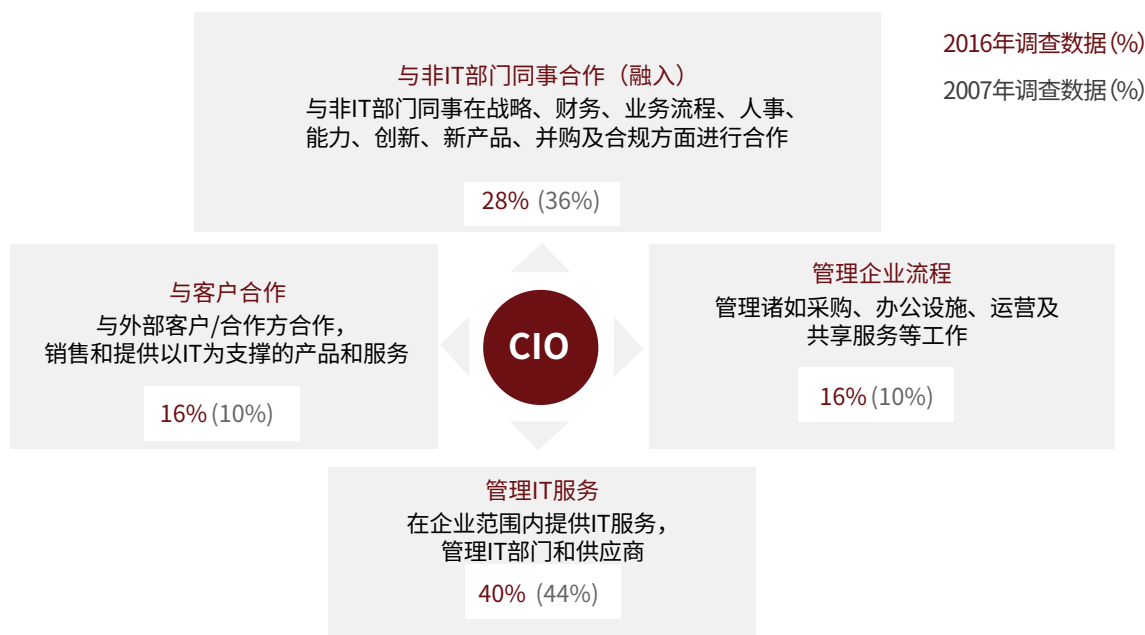 2016年调查数据(%)
2007年调查数据(%)
与非IT部门同事合作（融入）
与非IT部门同事在战略、财务、业务流程、人事、
能力、创新、新产品、并购及合规方面进行合作
28% (36%)
与客户合作
与外部客户/合作方合作，
销售和提供以IT为支撑的产品和服务
16% (10%)
CIO
管理企业流程
管理诸如采购、办公设施、运营及
共享服务等工作
16% (10%)
管理IT服务
在企业范围内提供IT服务，
管理IT部门和供应商
40% (44%)